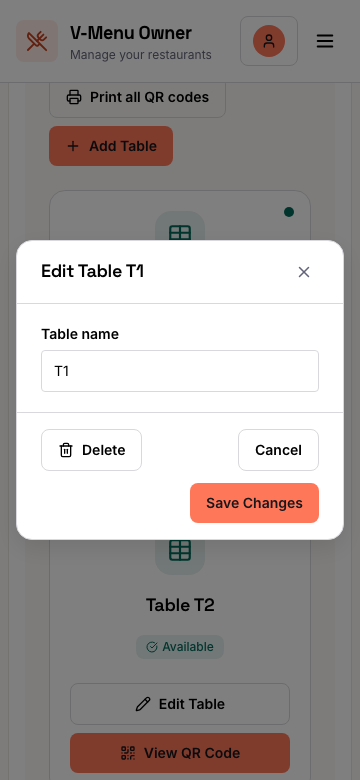 V-Menu Owner
Manage your restaurants
Print all QR codes
Add Table
Edit Table T1
Table name
T1
Delete
Cancel
Save Changes
Table T2
Available
Edit Table
View QR Code